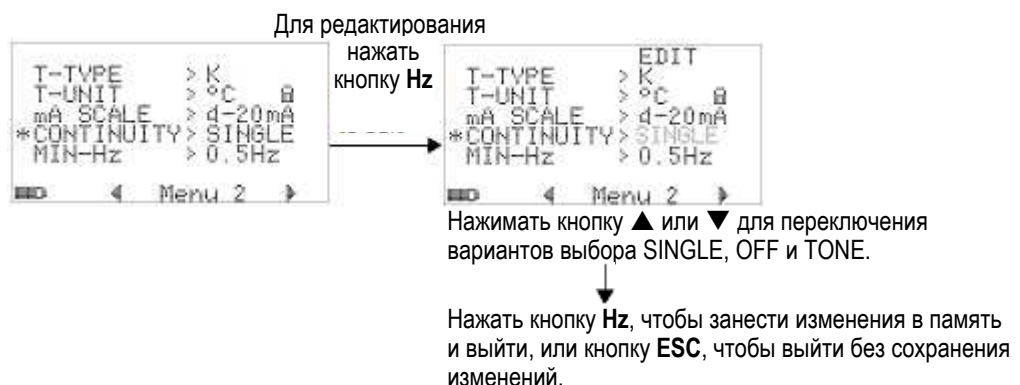 Для редактирования
нажать
кнопку Hz
T-TYPE > K
T-UNIT > °C
mA SCALE > d-20mA
*CONTINUITY> SINGLE
MIN-Hz > 0.5Hz
Menu 2
EDIT
T-TYPE > K
T-UNIT > °C
mA SCALE > d-20mA
*CONTINUITY> SINGLE
MIN-Hz > 0.5Hz
Menu 2
Нажимать кнопку ▲ или ▼ для переключения
вариантов выбора SINGLE, OFF и TONE.
Нажать кнопку Hz, чтобы занести изменения в память
и выйти, или кнопку ESC, чтобы выйти без сохранения
изменений.